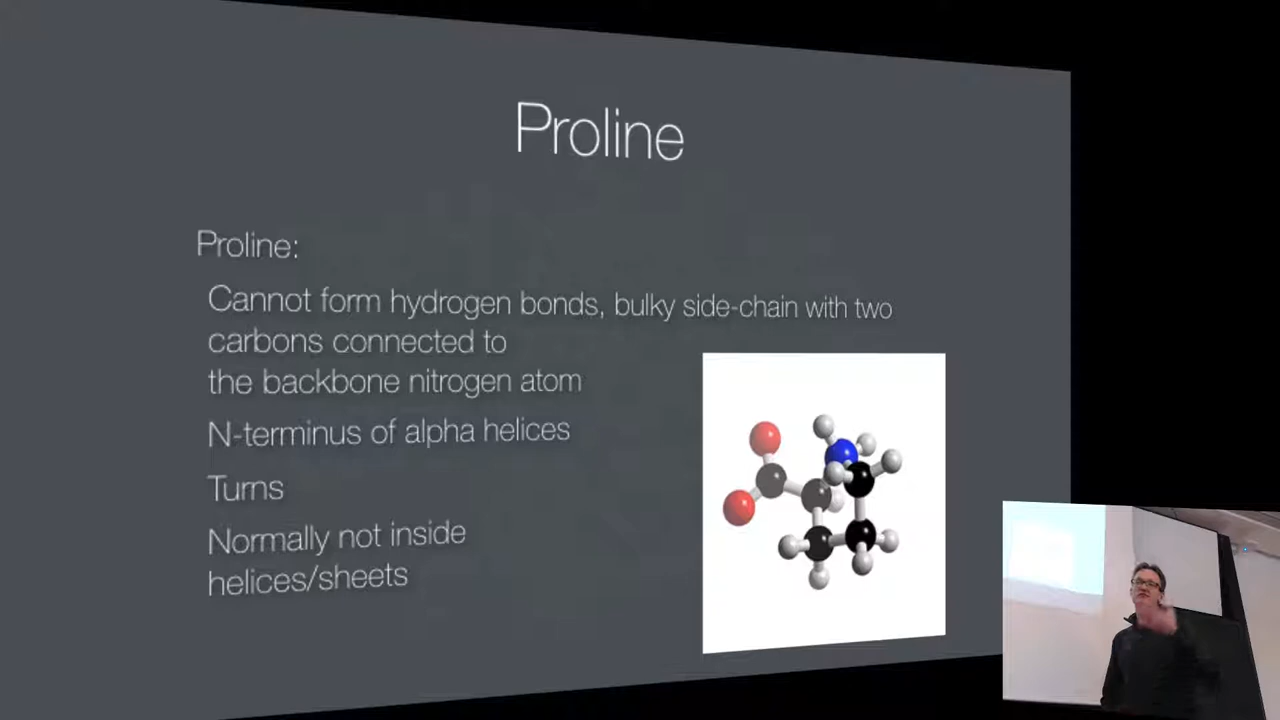 Proline
Proline:
Cannot form hydrogen bonds, bulky side-chain with two
carbons connected to
the backbone nitrogen atom
N-terminus of alpha helices
Turns
Normally not inside
helices/sheets